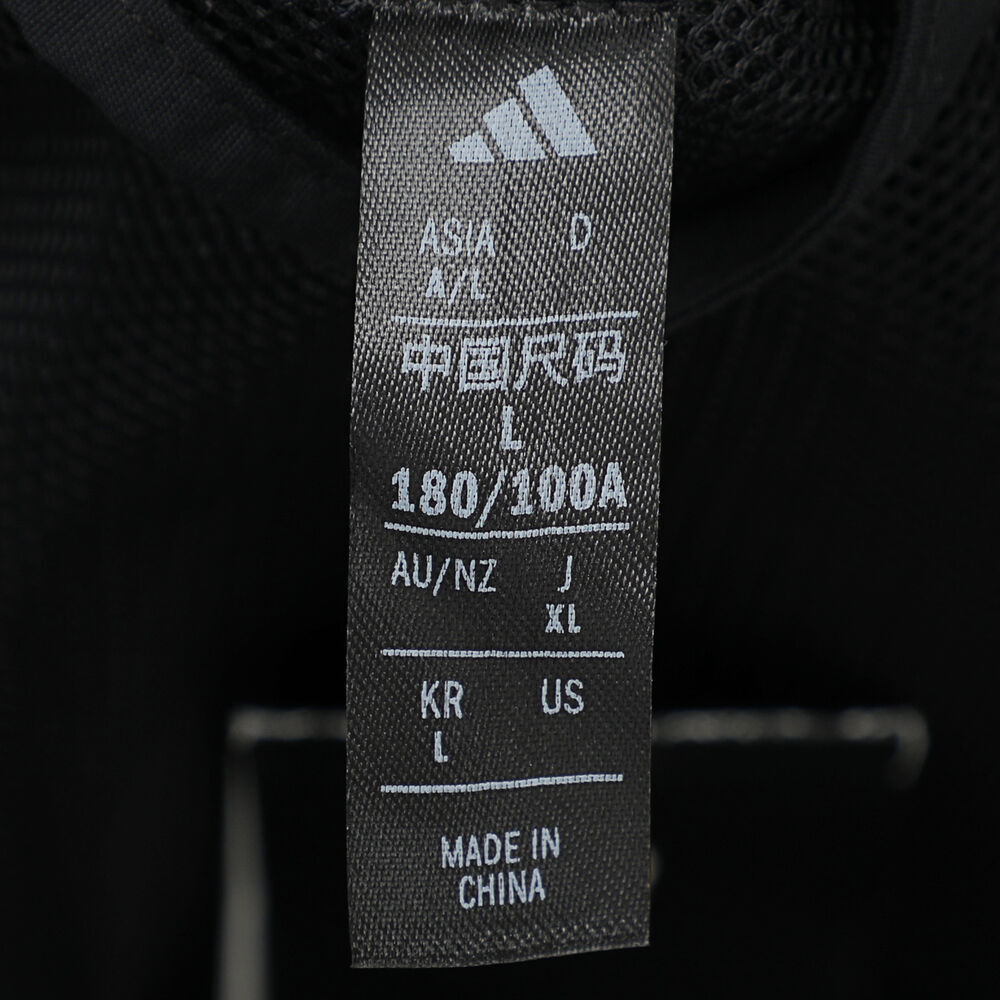 ASIA D
A/L
中国尺码
L
180/100A
AU/NZ J
XL
KR US
L
MADE IN
CHINA